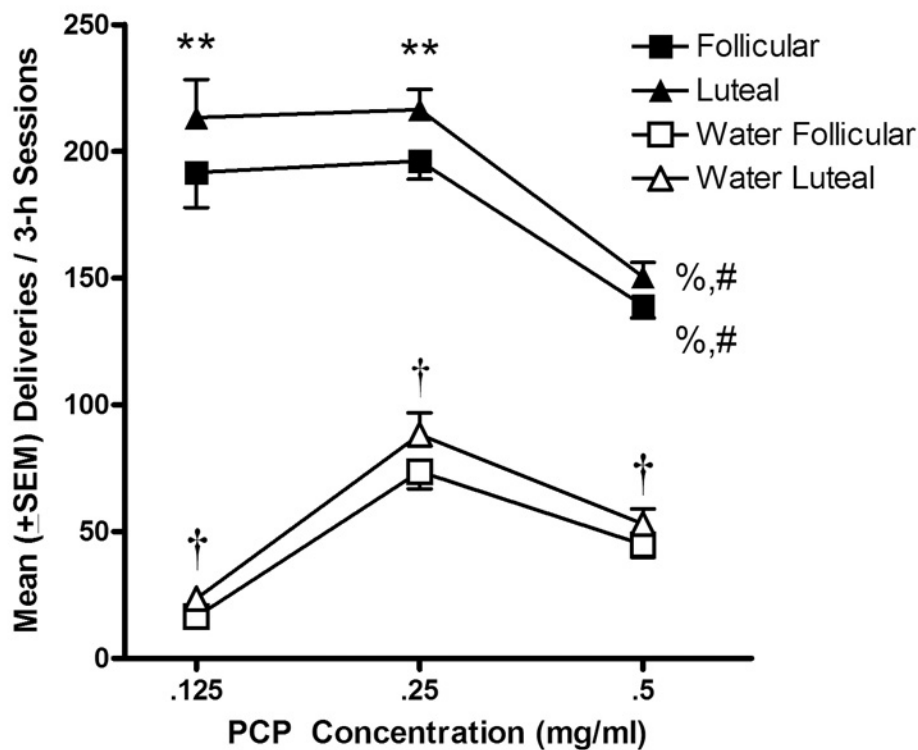 250
200
150
100
50
0
Mean (±SEM) Deliveries / 3-h Sessions
**
**
Follicular
Luteal
Water Follicular
Water Luteal
%,#
%,#
†
†
†
.125
.25
.5
PCP Concentration (mg/ml)